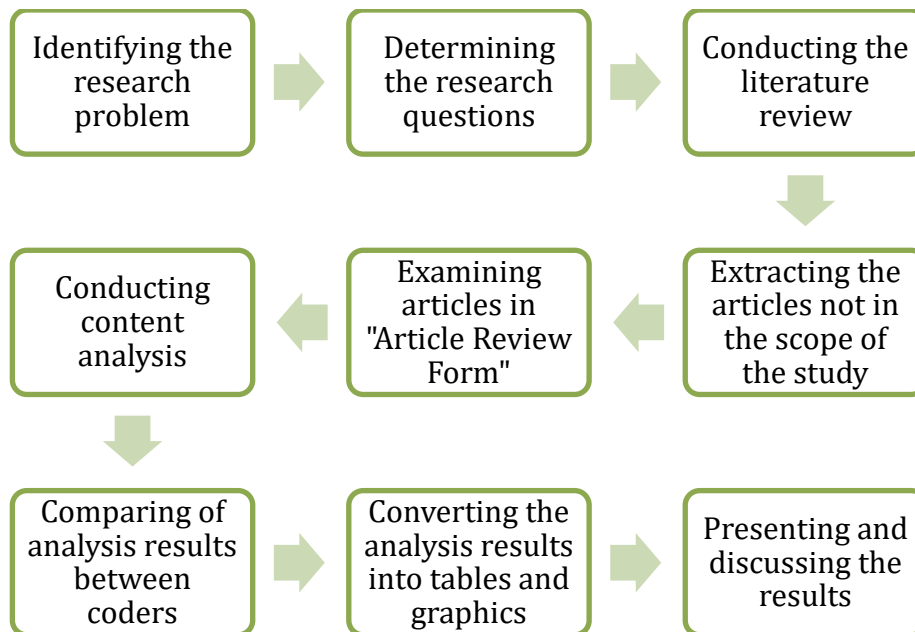 Identifying the
research
problem
Determining
the research
questions
Conducting the
literature
review
Extracting the
articles not in
the scope of
the study
Examining
articles in
"Article Review
Form"
Conducting
content
analysis
Comparing of
analysis results
between
coders
Converting the
analysis results
into tables and
graphics
Presenting and
discussing the
results